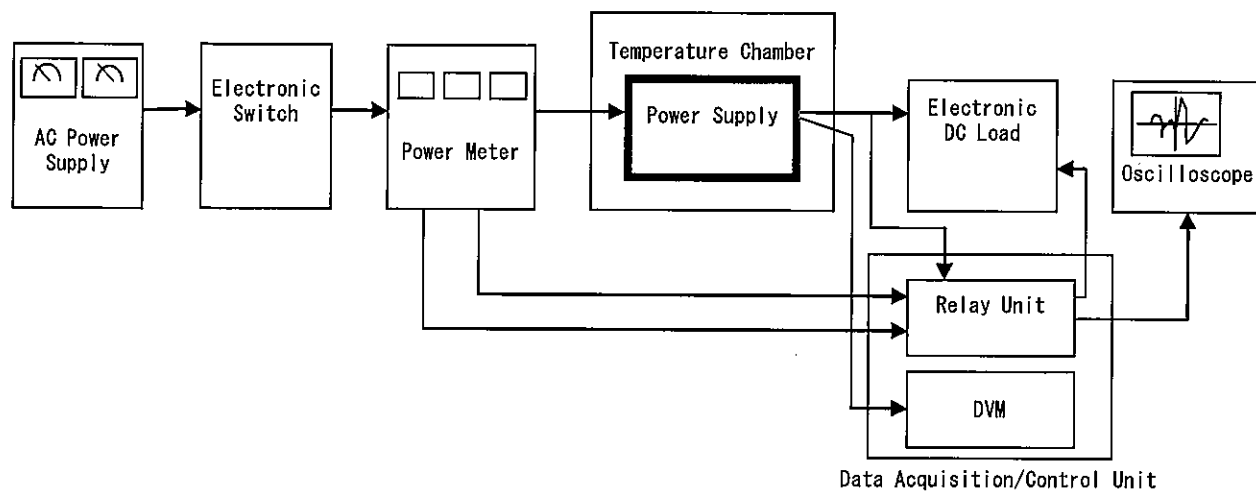 AC Power
Supply
Electronic
Switch
Power Meter
Temperature Chamber
Power Supply
Electronic
DC Load
Oscilloscope
Relay Unit
DVM
Data Acquisition/Control Unit